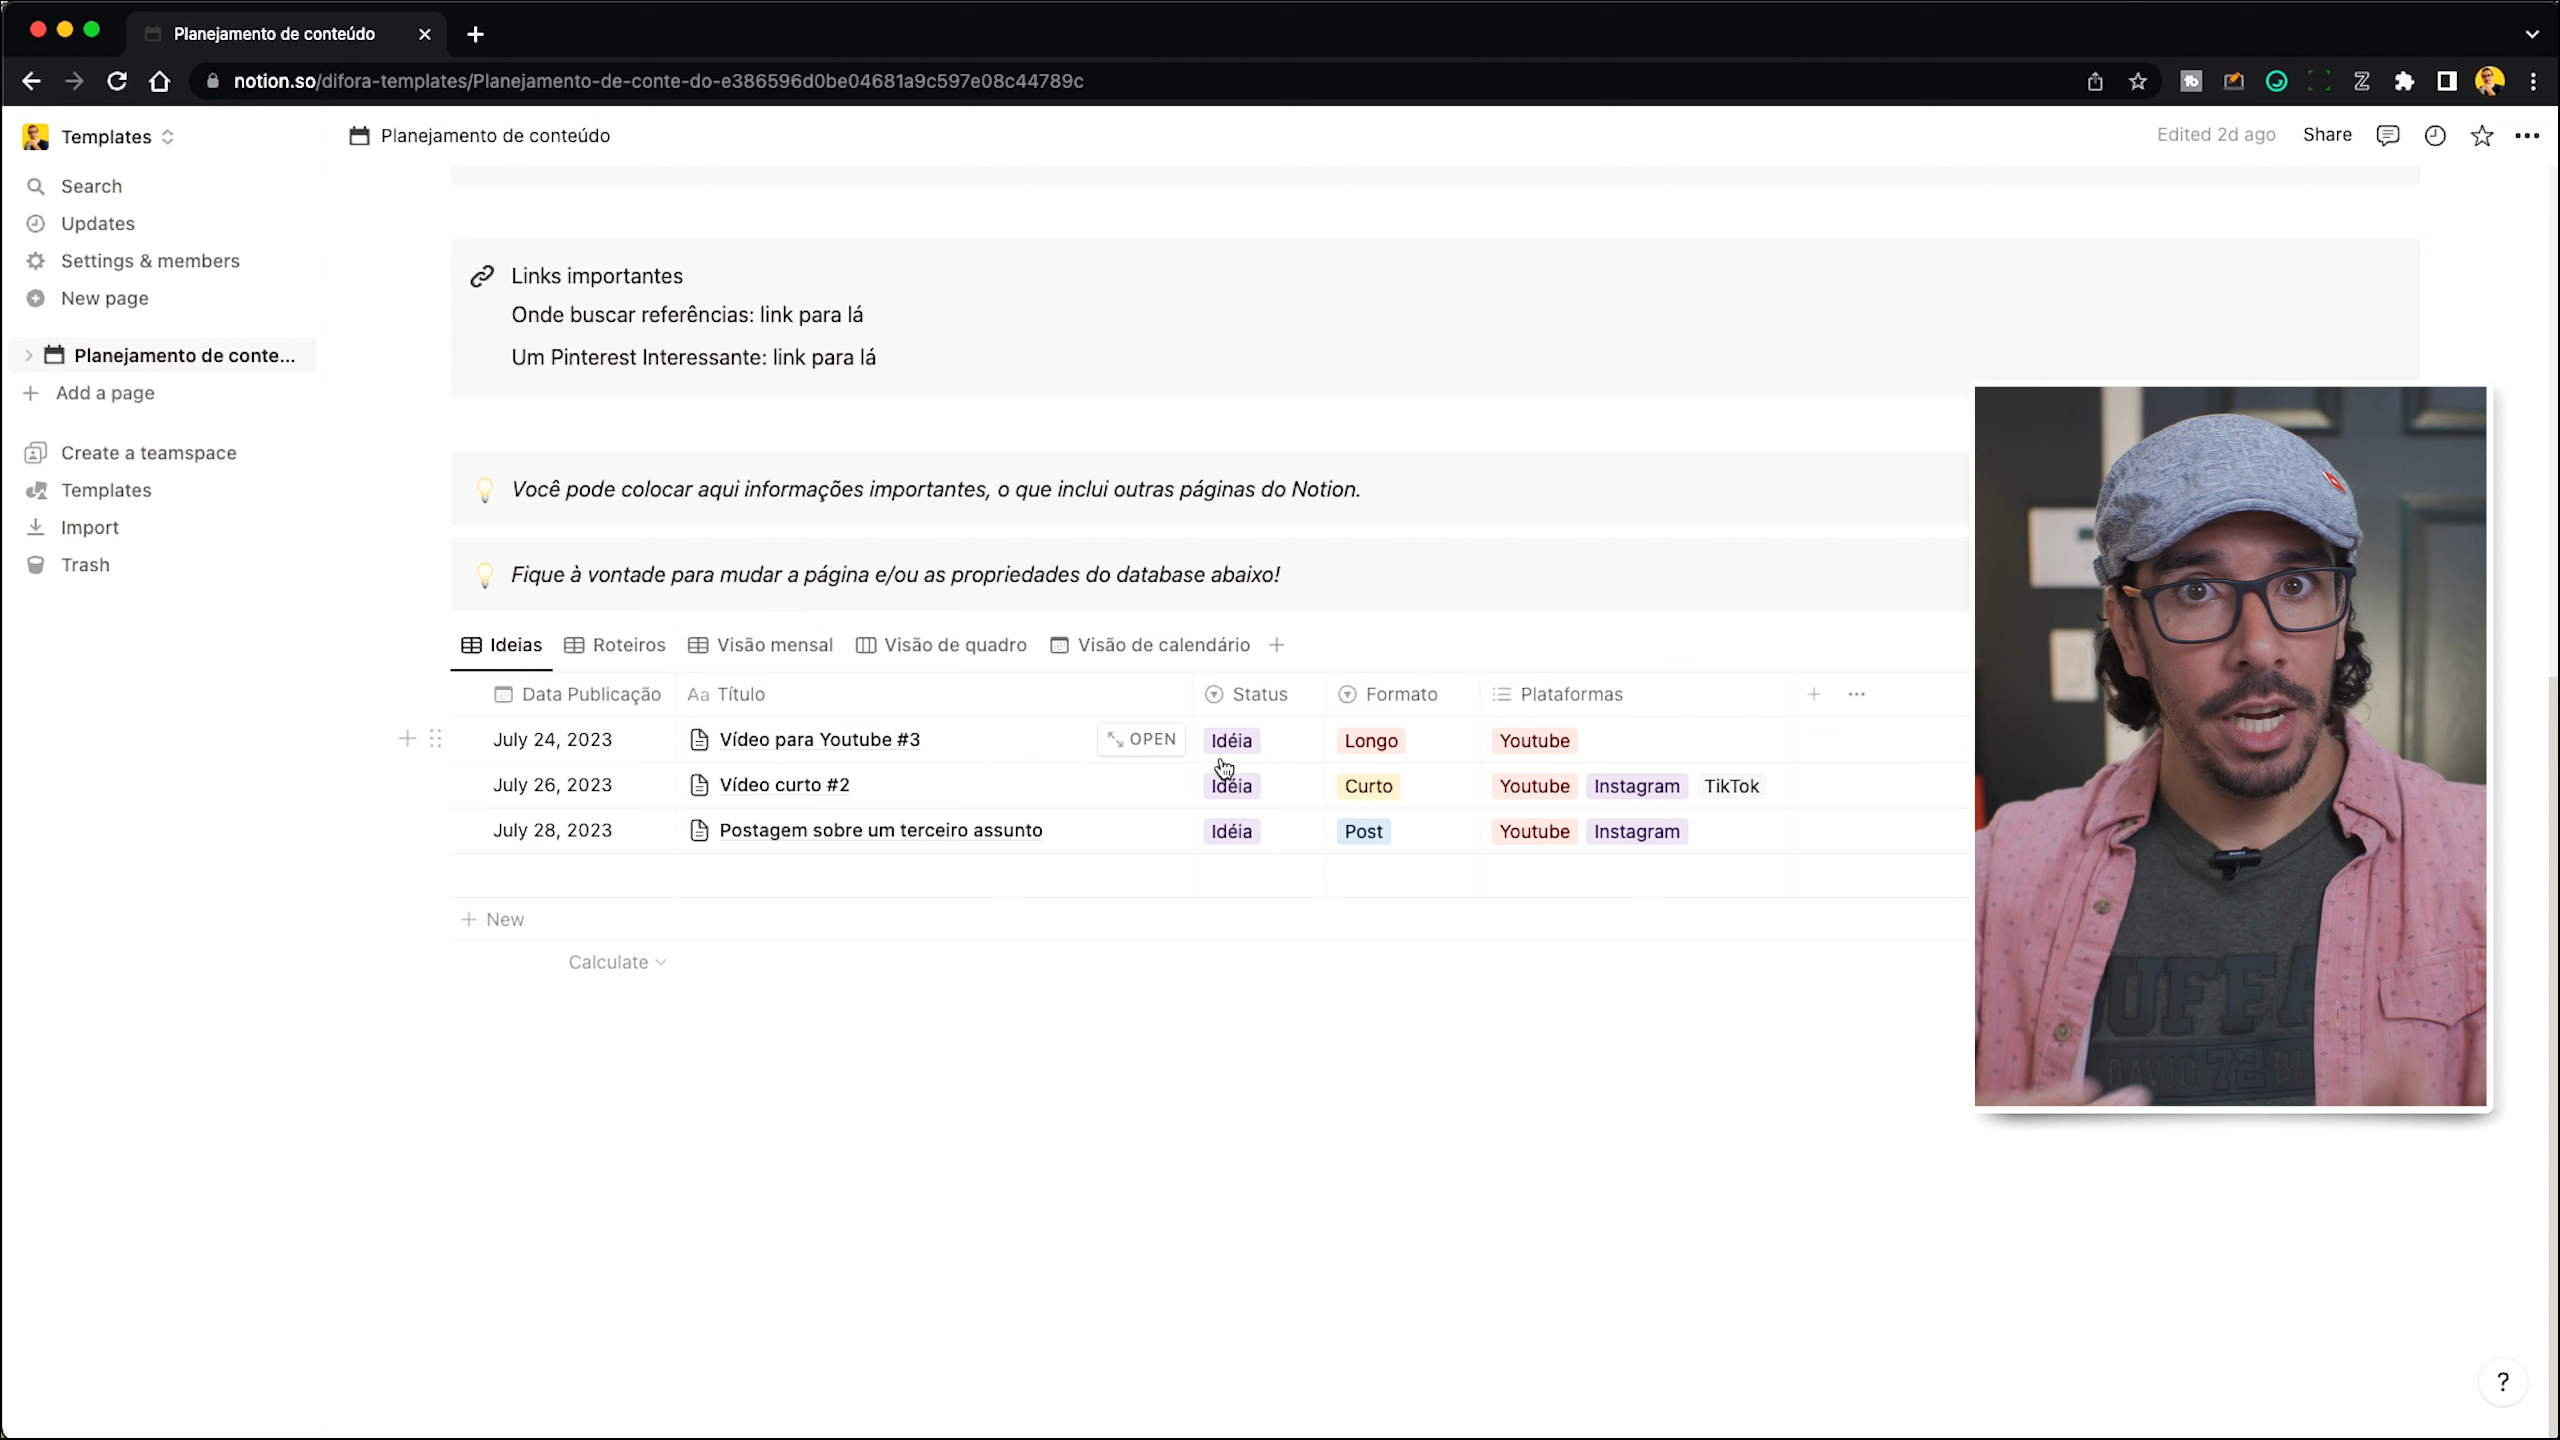 Planejamento de conteúdo
notion.so/difora-templates/Planejamento-de-conte-do-e386596d0be04681a9c597e08c44789c
Templates
Planejamento de conteúdo
Edited 2d ago
Share
Search
Updates
Settings & members
New page
Planejamento de conte...
Add a page
Create a teamspace
Templates
Import
Trash
Links importantes
Onde buscar referências: link para lá
Um Pinterest Interessante: link para lá
Você pode colocar aqui informações importantes, o que inclui outras páginas do Notion.
Fique à vontade para mudar a página e/ou as propriedades do database abaixo!
Ideias Roteiros Visão mensal Visão de quadro Visão de calendário
Data Publicação Aa Título Status Formato Plataformas
July 24, 2023 Vídeo para Youtube #3 OPEN Idéia Longo Youtube
July 26, 2023 Vídeo curto #2 Idéia Curto Youtube Instagram TikTok
July 28, 2023 Postagem sobre um terceiro assunto Idéia Post Youtube Instagram
New
Calculate
SONY
DAVID 72
?